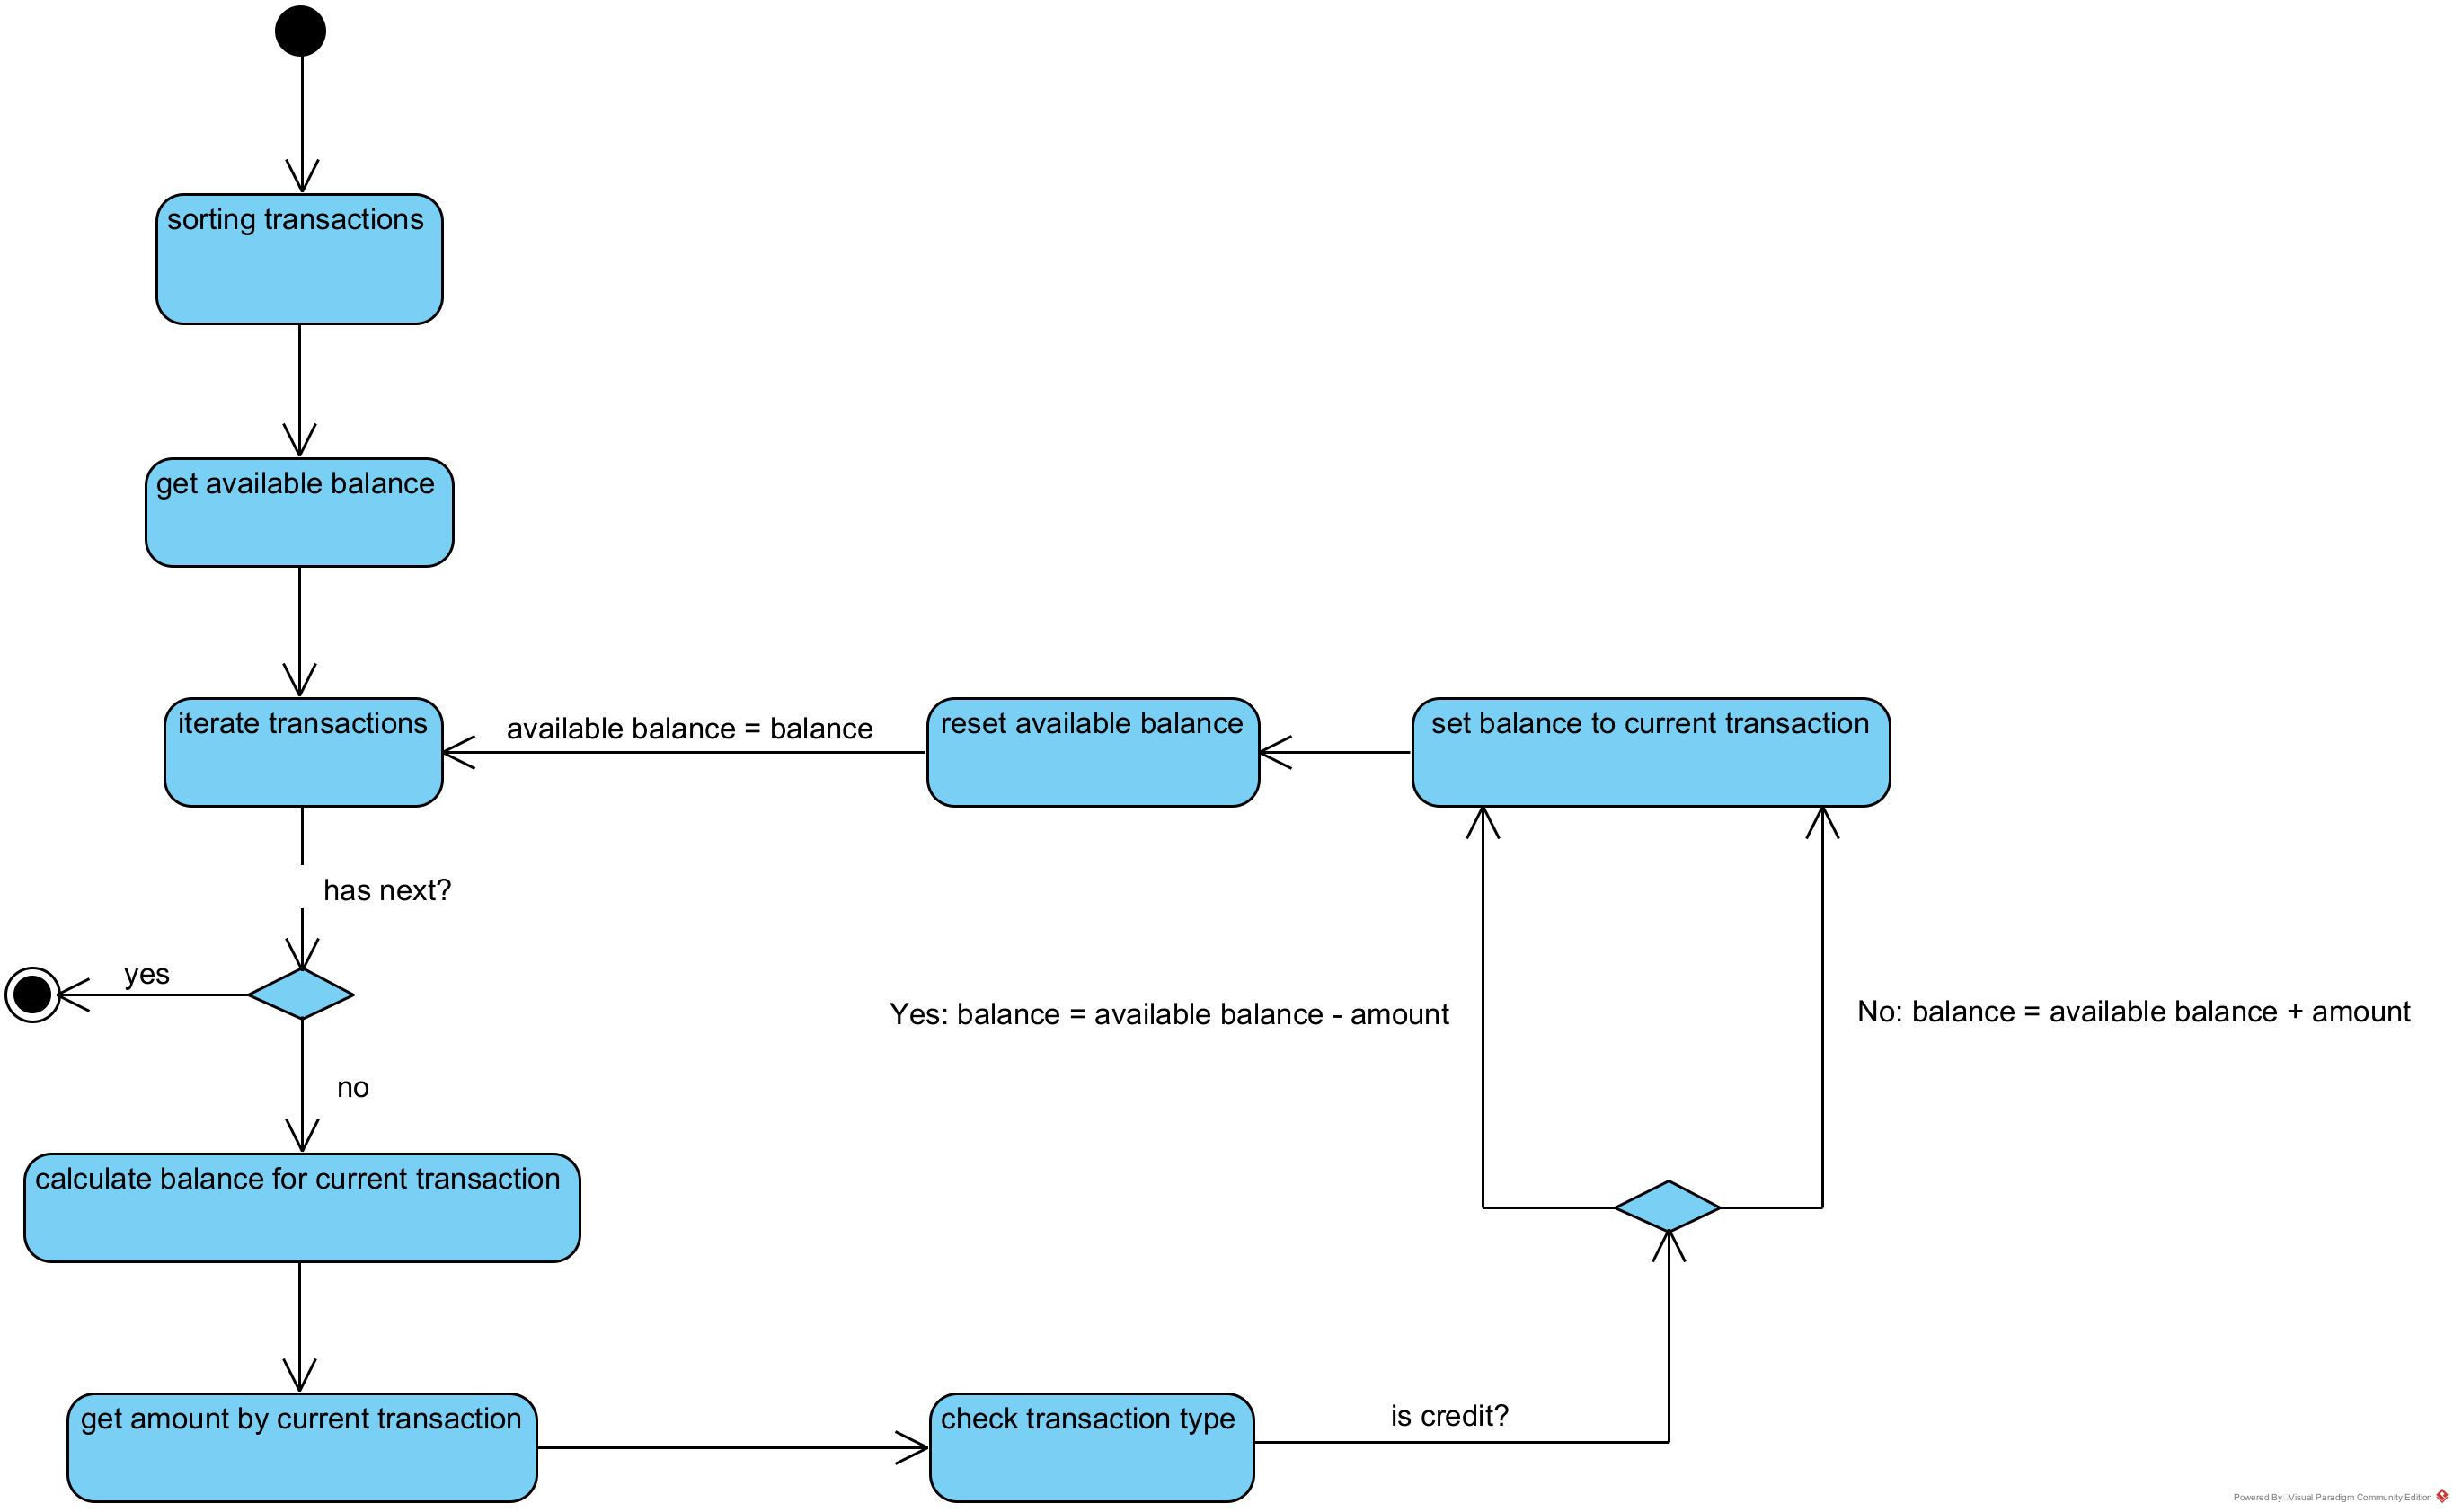 sorting transactions
get available balance
iterate transactions
available balance = balance
reset available balance
set balance to current transaction
has next?
yes
no
Yes: balance = available balance - amount
No: balance = available balance + amount
calculate balance for current transaction
get amount by current transaction
check transaction type
is credit?
Powered By Visual Paradigm Community Edition